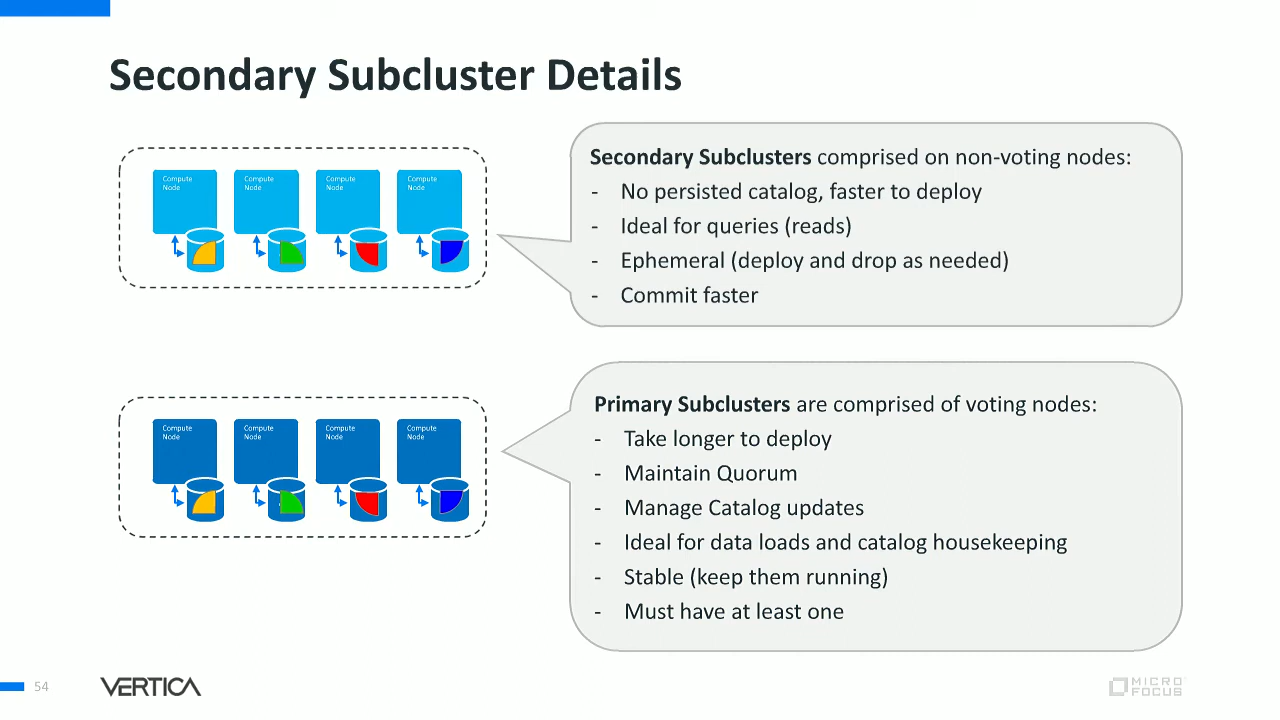 Secondary Subcluster Details
Compute
Node
Compute
Node
Compute
Node
Compute
Node
Secondary Subclusters comprised on non-voting nodes:
- No persisted catalog, faster to deploy
- Ideal for queries (reads)
- Ephemeral (deploy and drop as needed)
- Commit faster
Compute
Node
Compute
Node
Compute
Node
Compute
Node
Primary Subclusters are comprised of voting nodes:
- Take longer to deploy
- Maintain Quorum
- Manage Catalog updates
- Ideal for data loads and catalog housekeeping
- Stable (keep them running)
- Must have at least one
54
VERTICA
MICRO
FOCUS